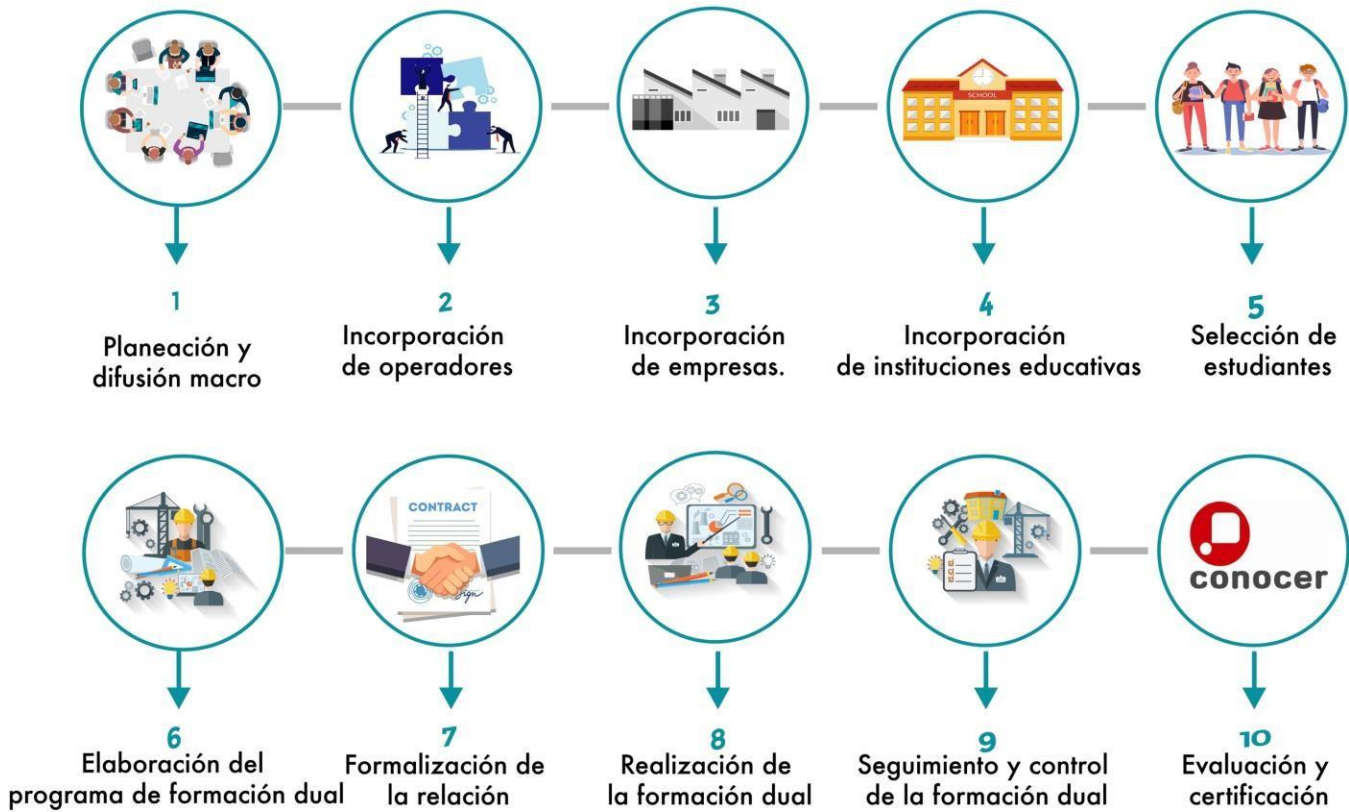 SCHOOL
1
Planeación y
difusión macro
2
Incorporación
de operadores
3
Incorporación
de empresas.
4
Incorporación
de instituciones educativas
5
Selección de
estudiantes
CONTRACT
Sign
conocer
6
Elaboración del
programa de formación dual
7
Formalización de
la relación
8
Realización de
la formación dual
9
Seguimiento y control
de la formación dual
10
Evaluación y
certificación